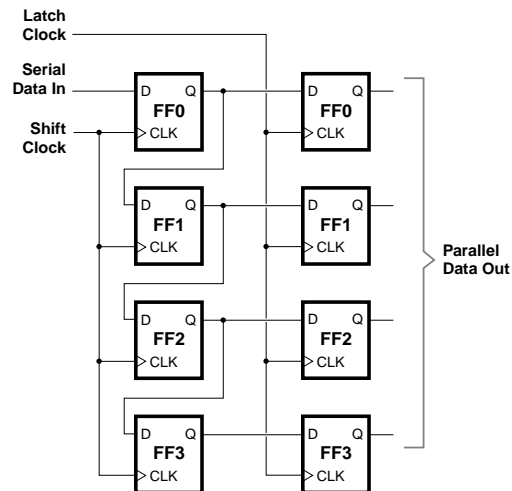 Latch
Clock
Serial
Data In
D Q D Q
FF0 FF0
Shift
Clock
CLK CLK
D Q D Q
FF1 FF1
CLK CLK
Parallel
Data Out
D Q D Q
FF2 FF2
CLK CLK
D Q D Q
FF3 FF3
CLK CLK